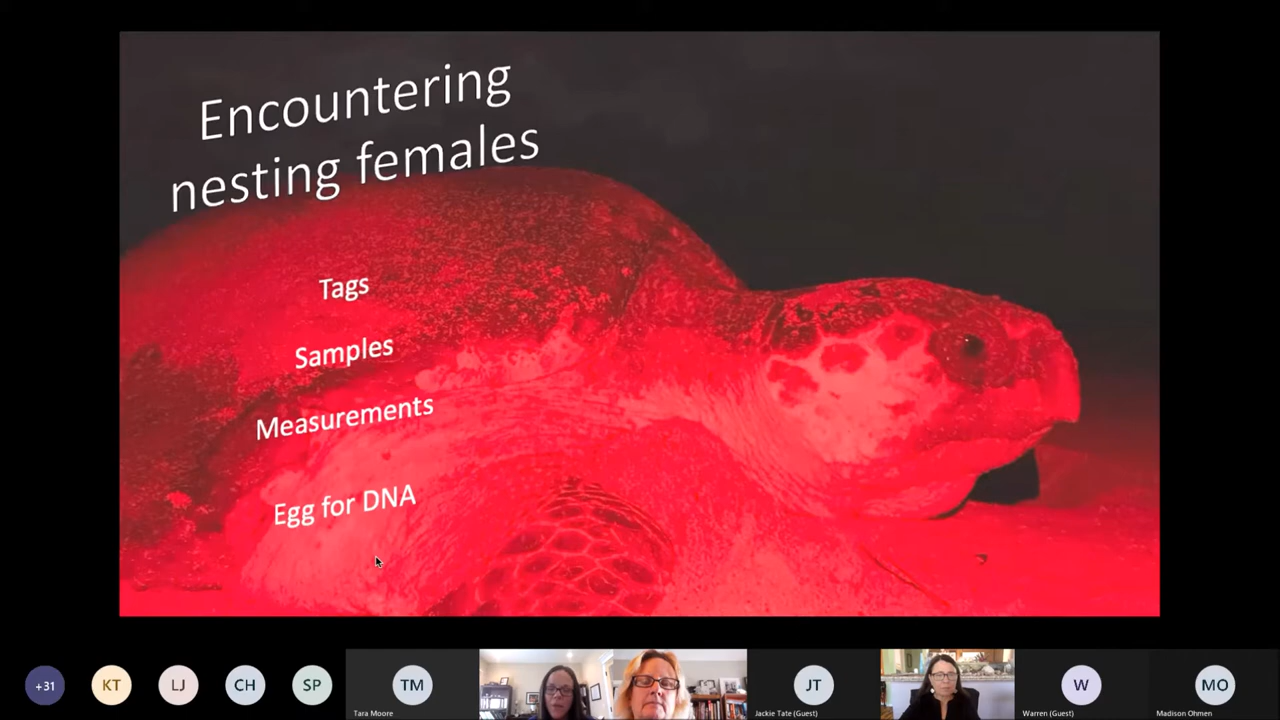 Encountering
nesting females
Tags
Samples
Measurements
Egg for DNA
+31
KT
LJ
CH
SP
TM
Tara Moore
JT
Jackie Tate (Guest)
W
Warren (Guest)
MO
Madison Ohmen